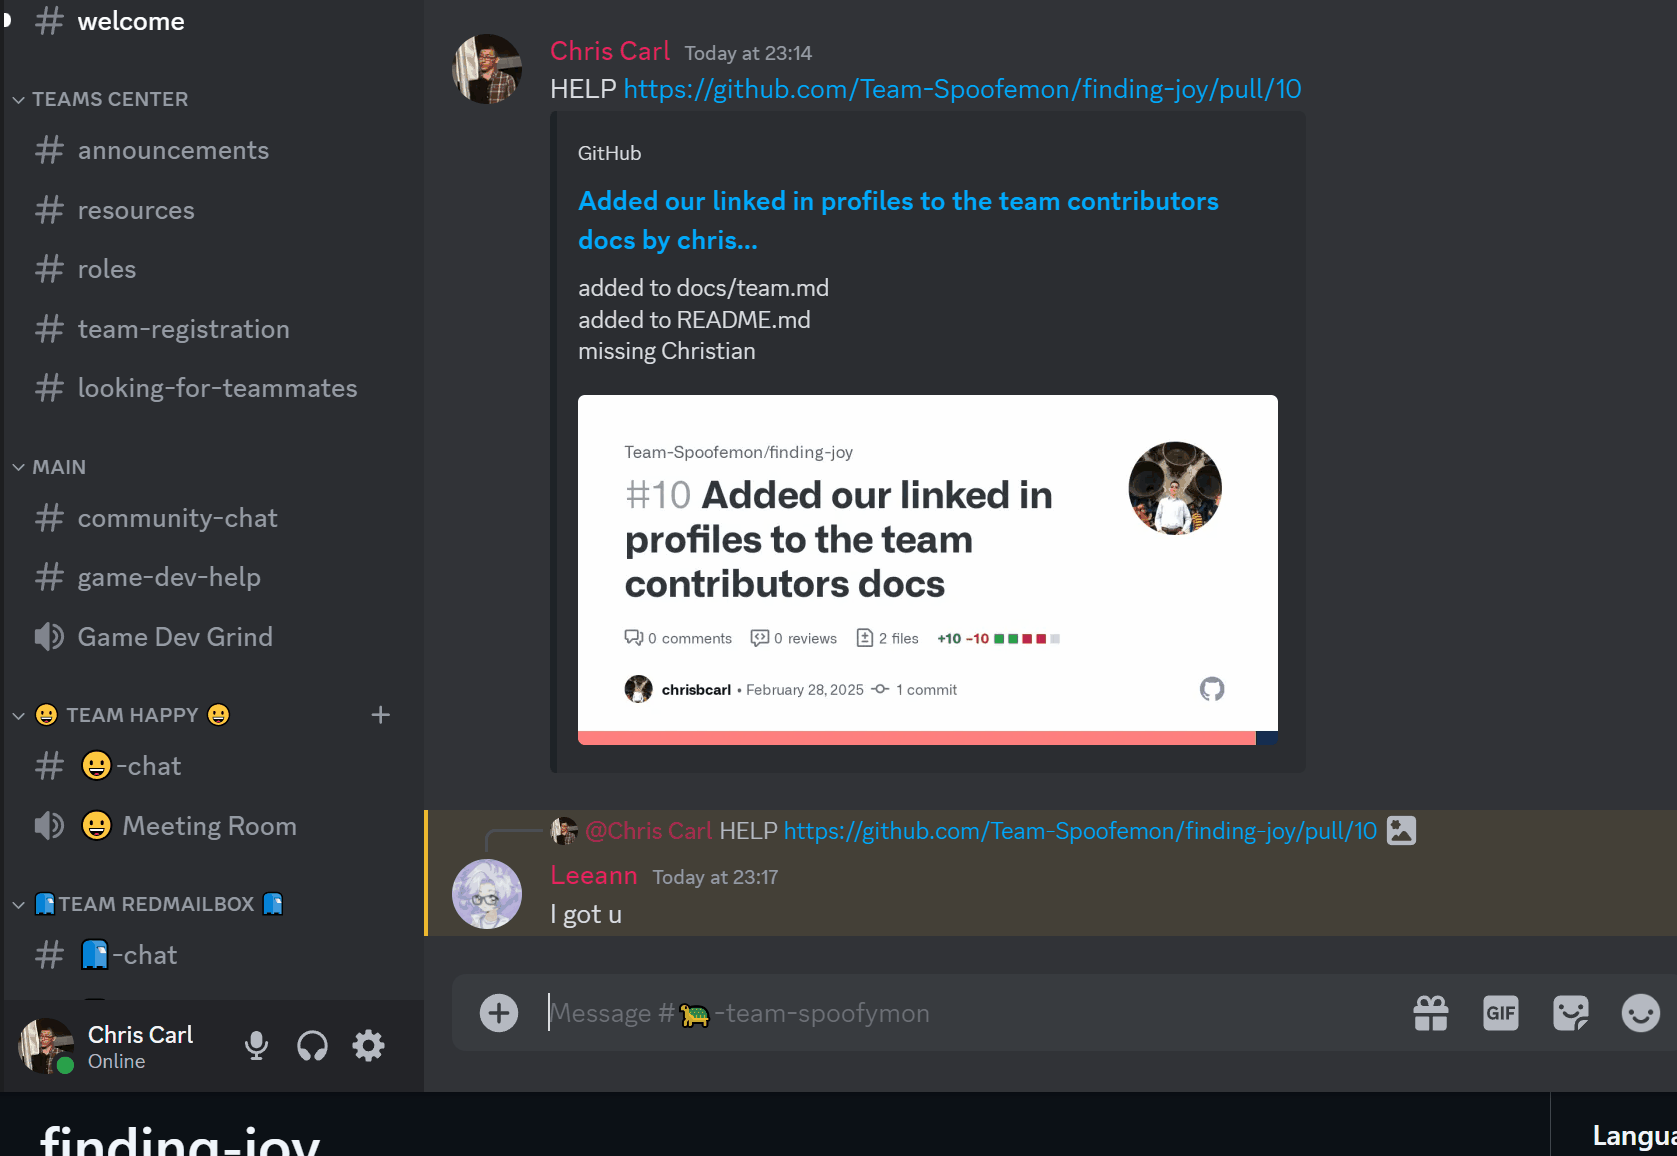 welcome
TEAMS CENTER
announcements
resources
roles
team-registration
looking-for-teammates
MAIN
community-chat
game-dev-help
Game Dev Grind
TEAM HAPPY
-chat
Meeting Room
TEAM REDMAILBOX
-chat
Chris Carl
Online
Chris Carl Today at 23:14
HELP https://github.com/Team-Spoofemon/finding-joy/pull/10
GitHub
Added our linked in profiles to the team contributors
docs by chris...
added to docs/team.md
added to README.md
missing Christian
Team-Spoofemon/finding-joy
#10 Added our linked in
profiles to the team
contributors docs
0 comments 0 reviews 2 files +10 -10
chrisbcarl • February 28, 2025 1 commit
@Chris Carl HELP https://github.com/Team-Spoofemon/finding-joy/pull/10
Leeann Today at 23:17
I got u
Message # -team-spoofymon
GIF
finding-joy